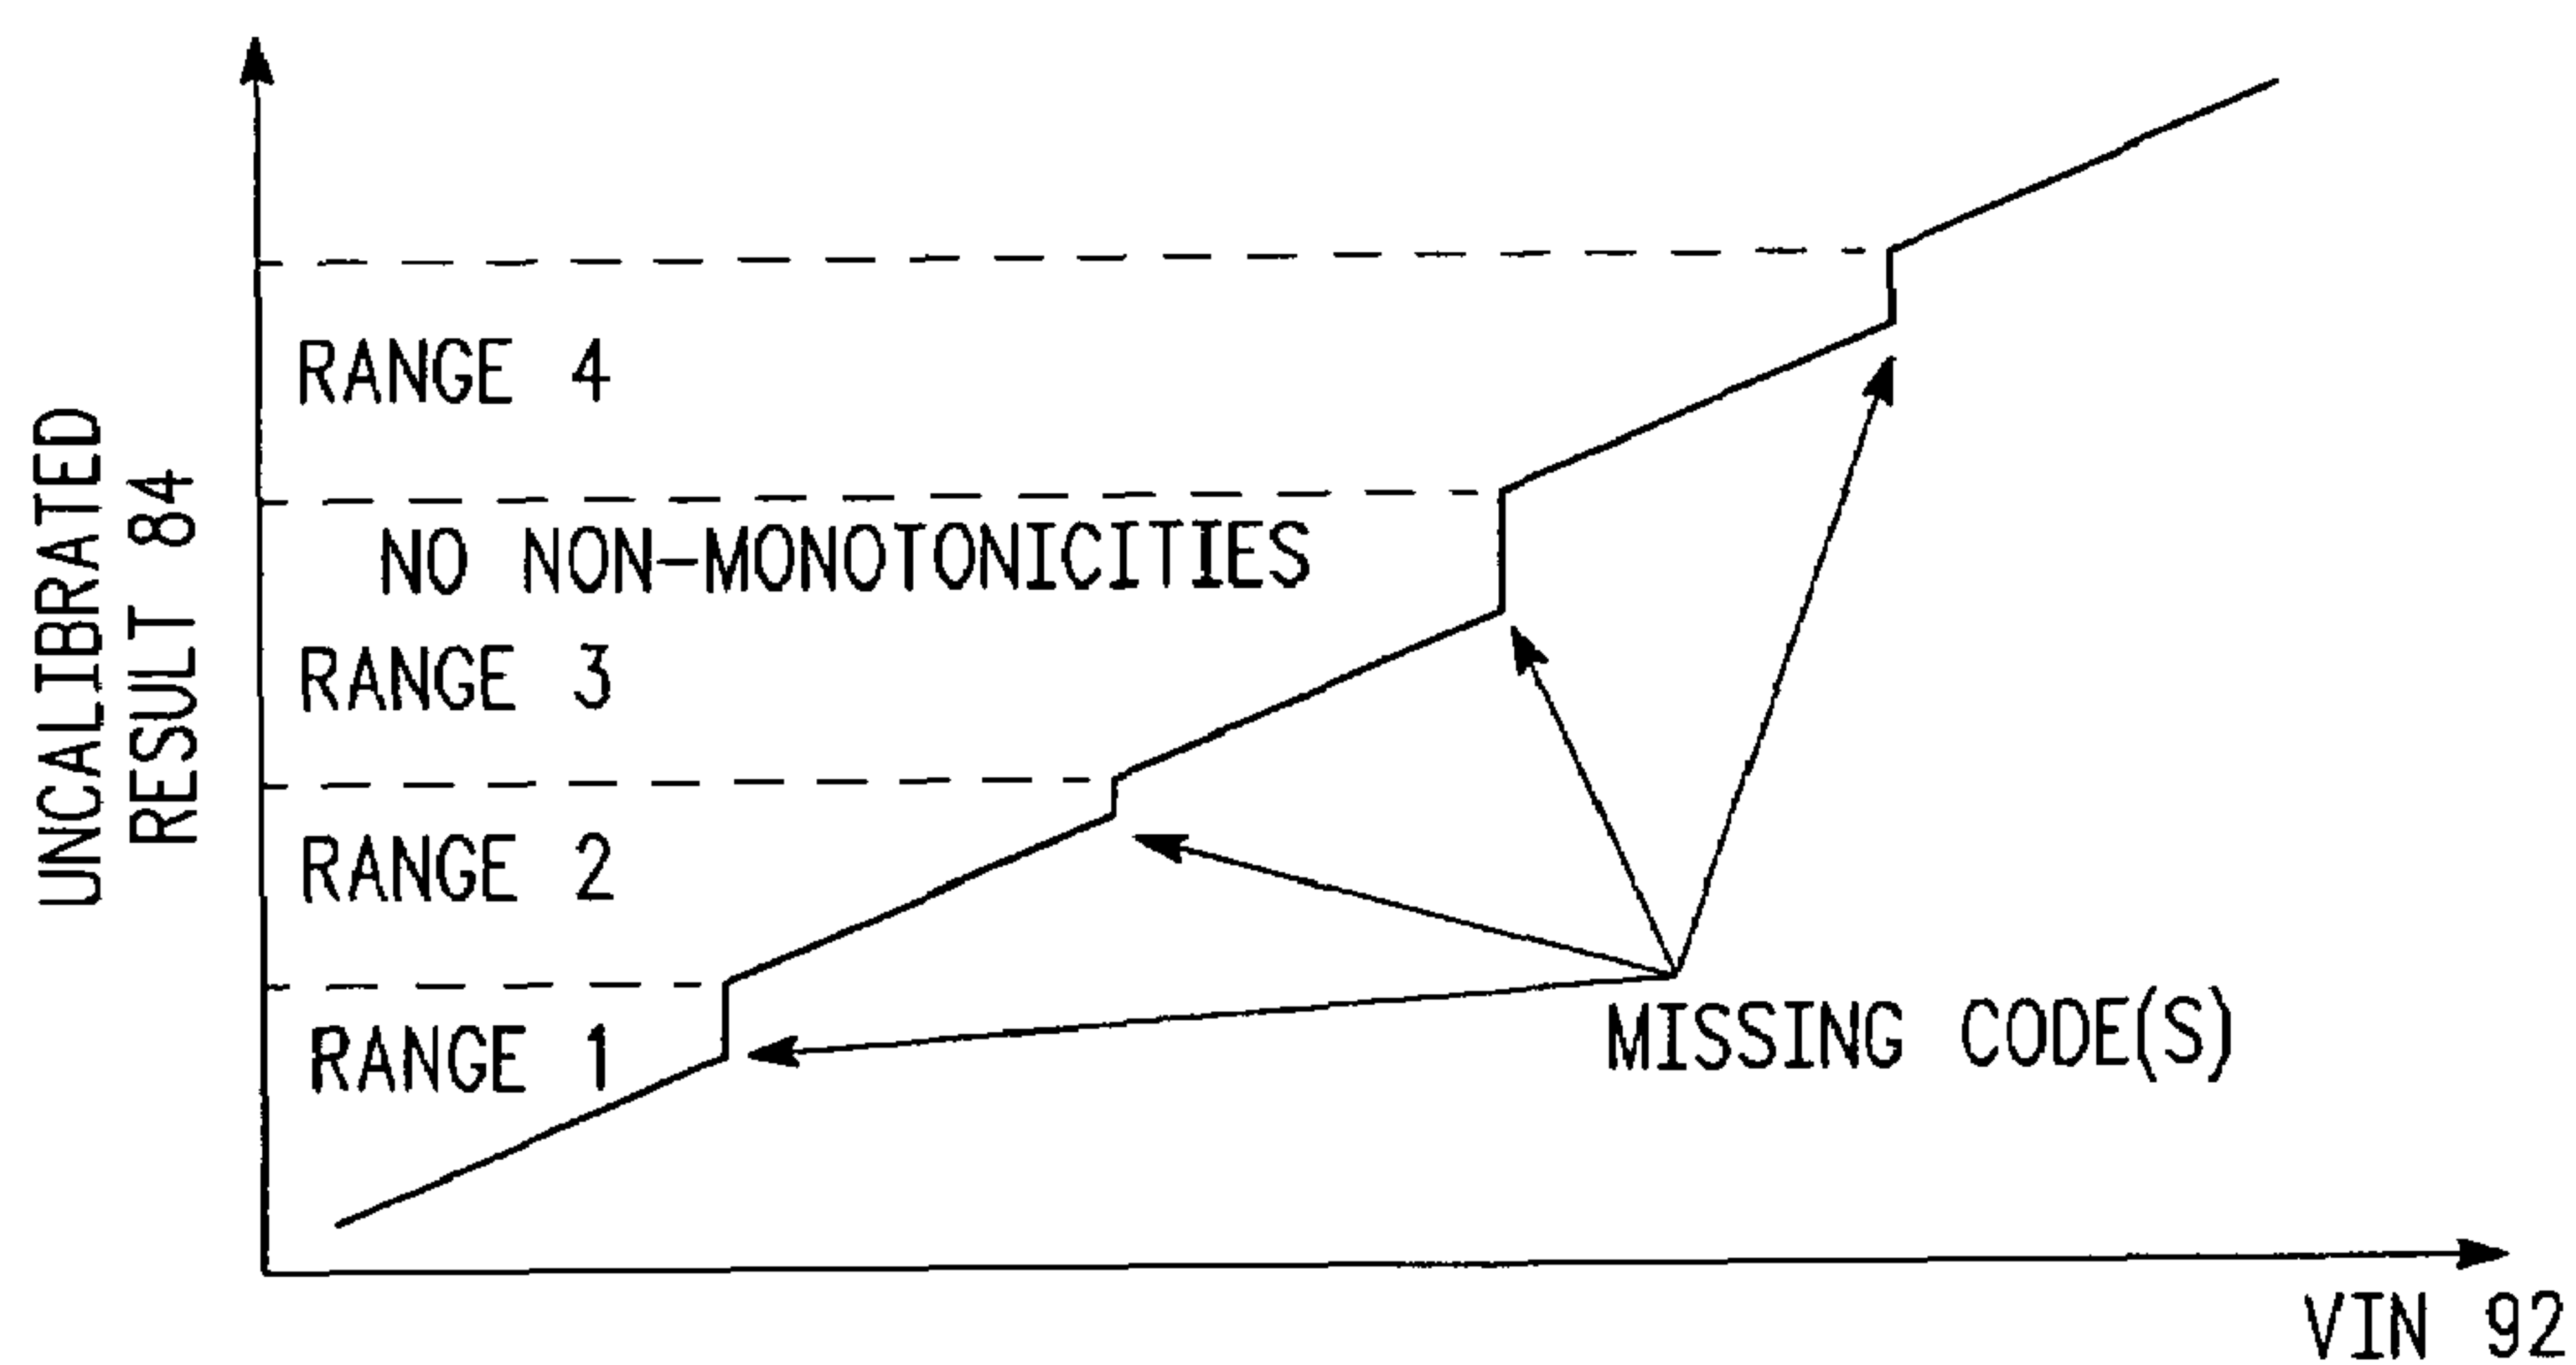 UNCALIBRATED
RESULT 84
RANGE 4
NO NON-MONOTONICITIES
RANGE 3
RANGE 2
RANGE 1
MISSING CODE(S)
VIN 92